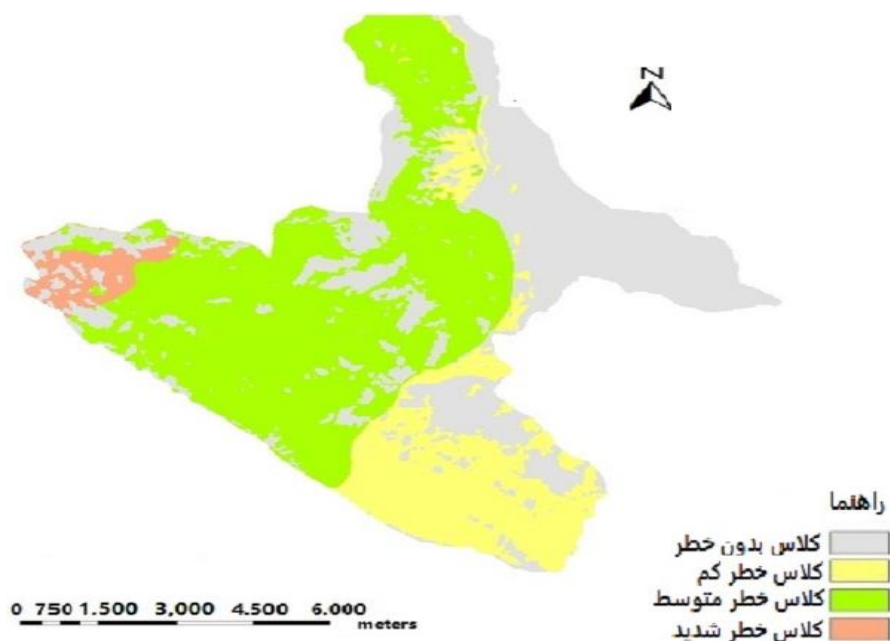 N
راهنما
کلاس بدون خطر
کلاس خطر کم
کلاس خطر متوسط
کلاس خطر شدید
0 750 1.500 3,000 4.500 6.000
meters